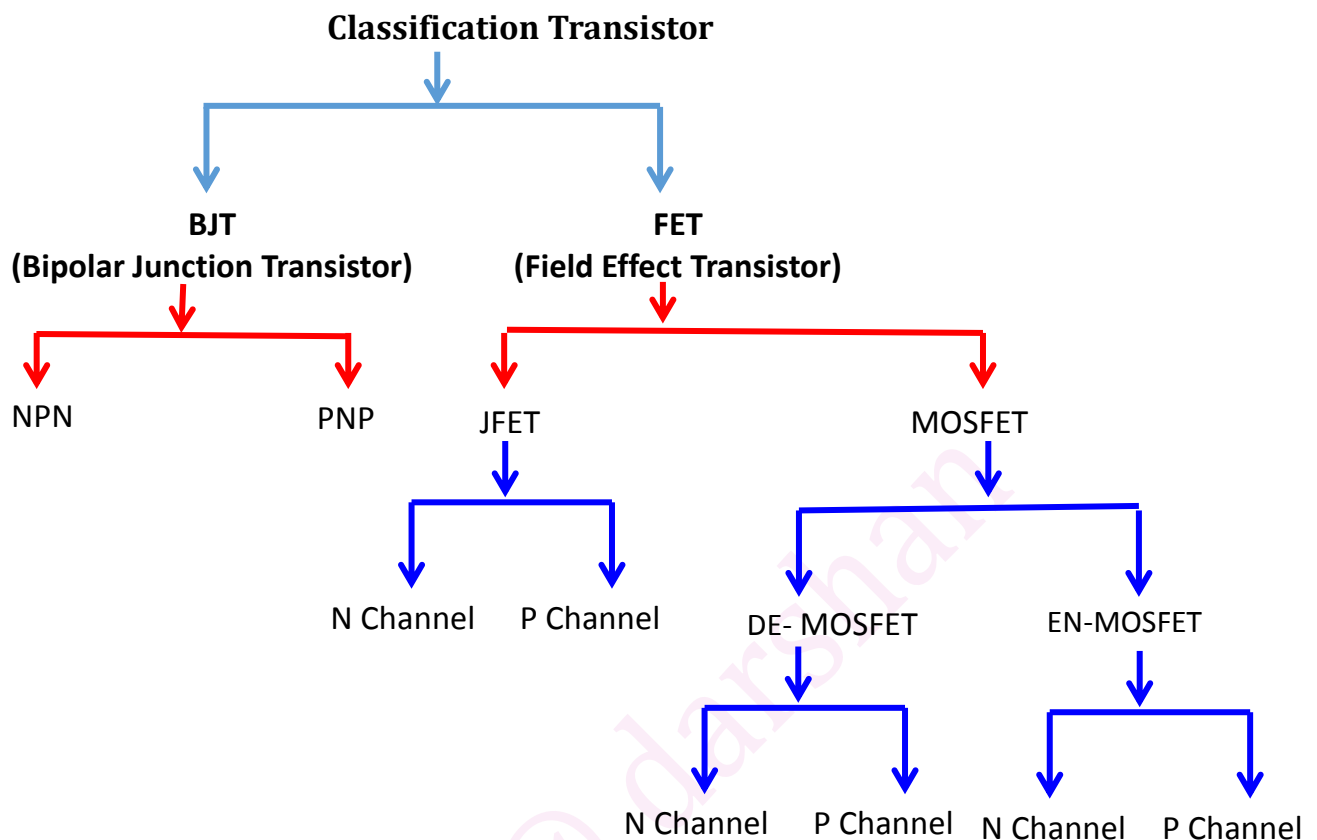 Classification Transistor
BJT
(Bipolar Junction Transistor)
FET
(Field Effect Transistor)
NPN
PNP
JFET
MOSFET
N Channel
P Channel
DE- MOSFET
EN-MOSFET
N Channel
P Channel
N Channel
P Channel
@ darshan